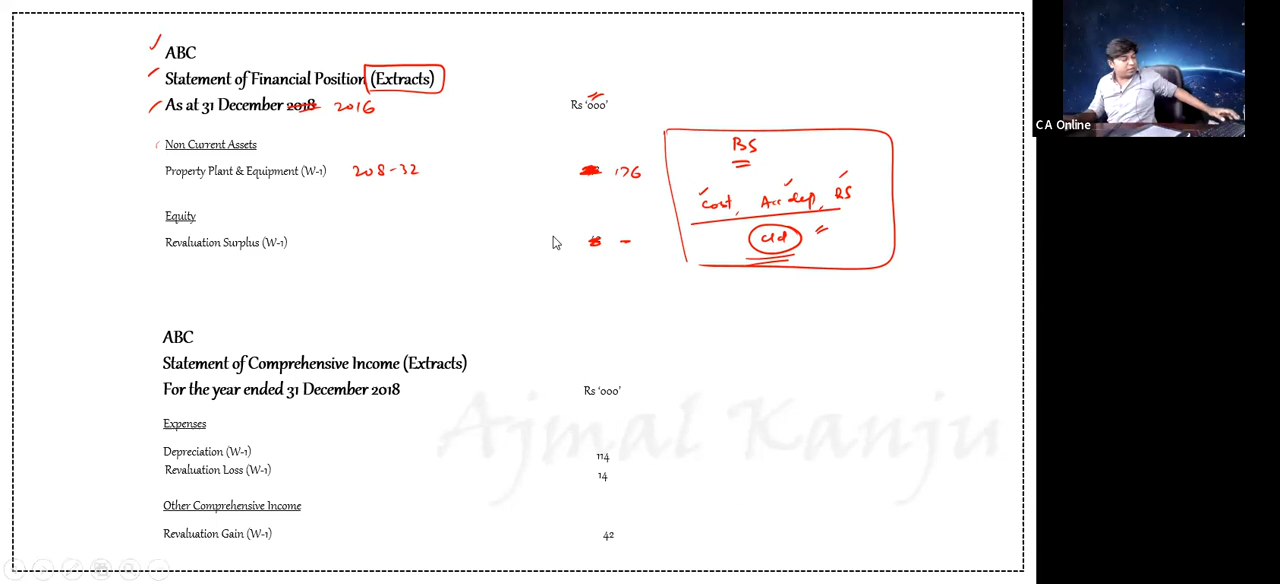 ABC
Statement of Financial Position (Extracts)
As at 31 December 2018 2016
Rs ‘000’
Non Current Assets
Property Plant & Equipment (W-1) 208-32 176
Equity
Revaluation Surplus (W-1) -
BS
Cost, Acc dep, RS
cld
ABC
Statement of Comprehensive Income (Extracts)
For the year ended 31 December 2018
Rs ‘000’
Expenses
Depreciation (W-1) 114
Revaluation Loss (W-1) 14
Other Comprehensive Income
Revaluation Gain (W-1) 42
Ajmal Kanju
C A Online